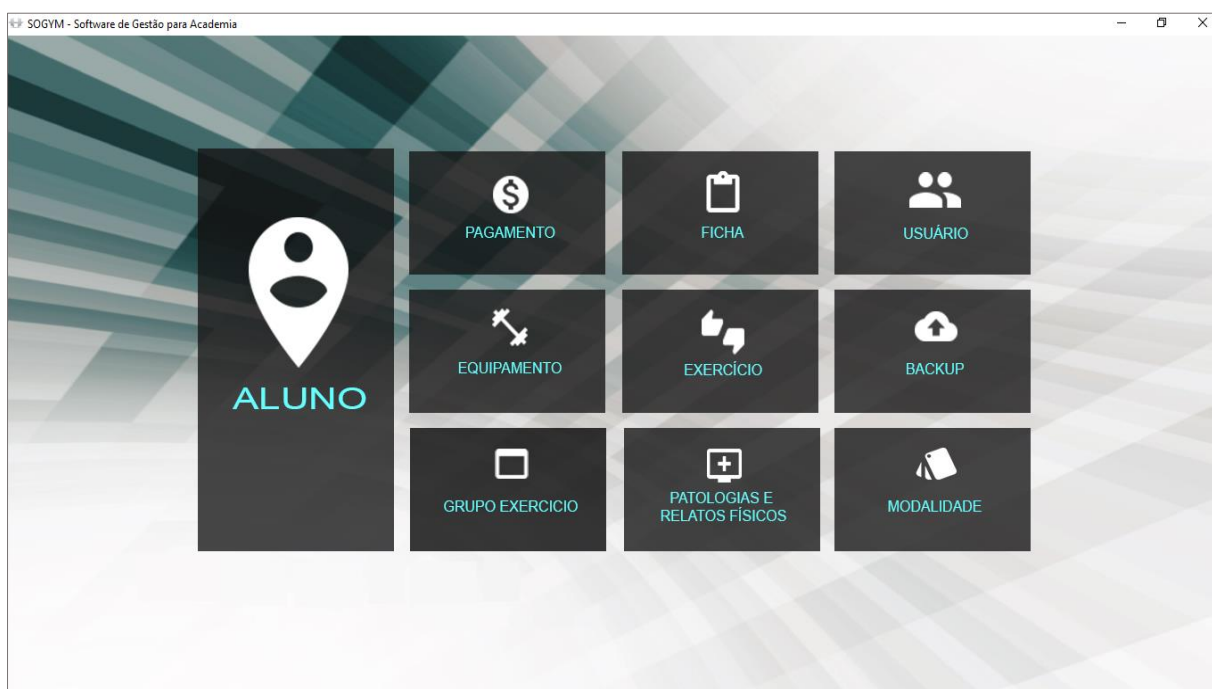 SOGYM - Software de Gestão para Academia
ALUNO
PAGAMENTO
FICHA
USUÁRIO
EQUIPAMENTO
EXERCÍCIO
BACKUP
GRUPO EXERCICIO
PATOLOGIAS E
RELATOS FÍSICOS
MODALIDADE